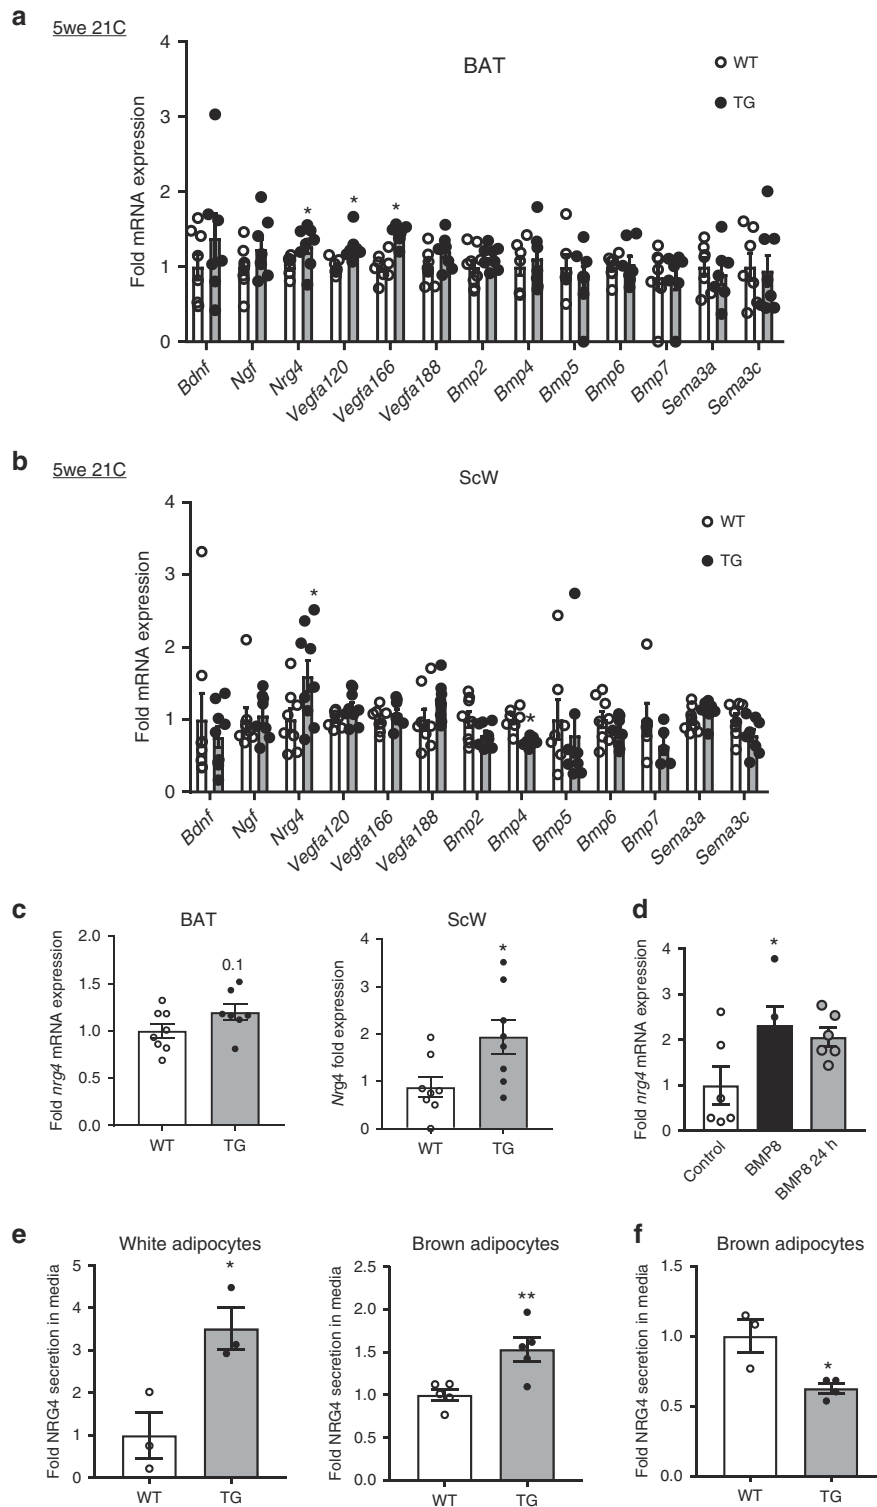 a
5we 21C
BAT
WT
TG
Fold mRNA expression
4
3
2
1
0
Bdnf
Ngf
Nrg4
Vegfa120
Vegfa166
Vegfa188
Bmp2
Bmp4
Bmp5
Bmp6
Bmp7
Sema3a
Sema3c
*
*
*
b
5we 21C
ScW
WT
TG
Fold mRNA expression
4
3
2
1
0
Bdnf
Ngf
Nrg4
Vegfa120
Vegfa166
Vegfa188
Bmp2
Bmp4
Bmp5
Bmp6
Bmp7
Sema3a
Sema3c
*
*
c
BAT
Fold nrg4 mRNA expression
2.0
1.5
1.0
0.5
0.0
0.1
WT
TG
ScW
Nrg4 fold expression
4
3
2
1
0
*
WT
TG
d
Fold nrg4 mRNA expression
4
3
2
1
0
*
Control
BMP8
BMP8 24 h
e
White adipocytes
Fold NRG4 secretion in media
5
4
3
2
1
0
*
WT
TG
Brown adipocytes
Fold NRG4 secretion in media
2.5
2.0
1.5
1.0
0.5
0.0
**
WT
TG
f
Brown adipocytes
Fold NRG4 secretion in media
1.5
1.0
0.5
0.0
*
WT
TG